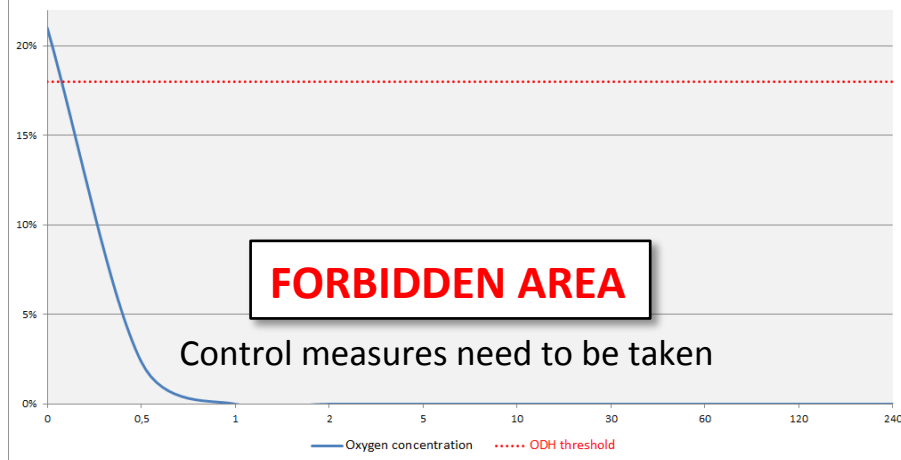 20%
15%
10%
5%
0%
FORBIDDEN AREA
Control measures need to be taken
0 0,5 1 2 5 10 30 60 120 240
Oxygen concentration ODH threshold